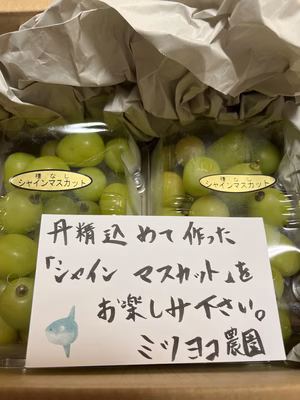 種なし
シャインマスカット
種なし
シャインマスカット
丹精込めて作った
「シャイン マスカット」を
お楽しみ下さい。
ミツヨコ農園